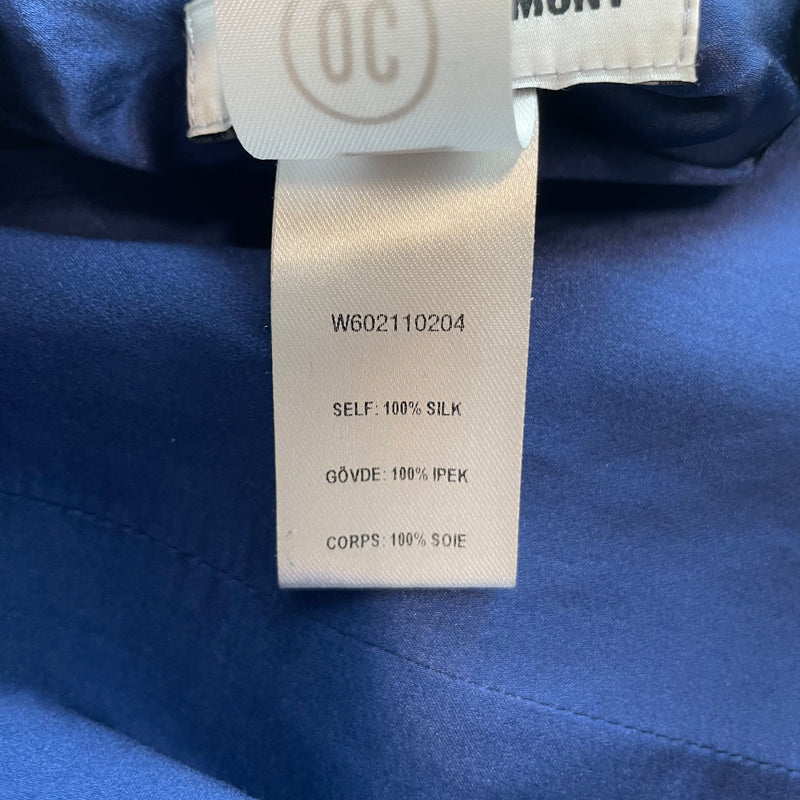 OC
W602110204
SELF: 100% SILK
GÖVDE: 100% IPEK
CORPS: 100% SOIE